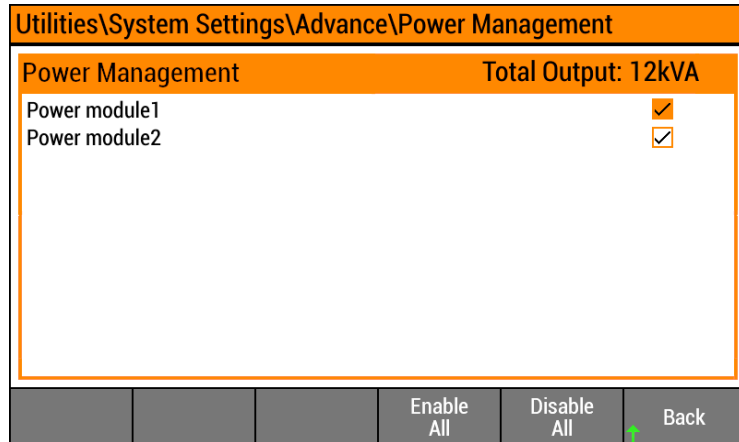 Utilities\System Settings\Advance\Power Management
Power Management Total Output: 12kVA
Power module1
Power module2
Enable All Disable All Back